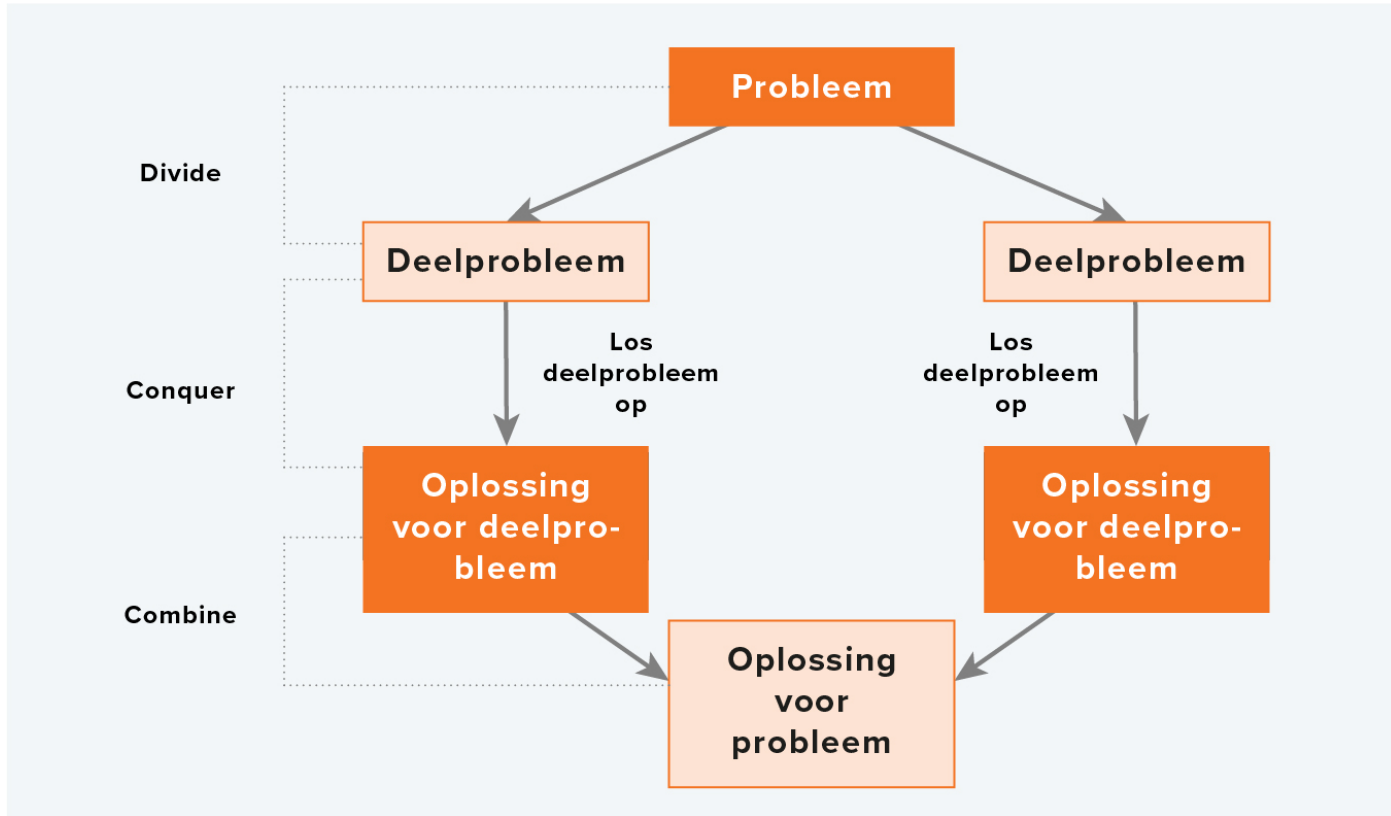 Probleem
Divide
Deelprobleem
Deelprobleem
Los
deelprobleem
op
Los
deelprobleem
op
Conquer
Oplossing
voor deelpro-
bleem
Oplossing
voor deelpro-
bleem
Combine
Oplossing
voor
probleem